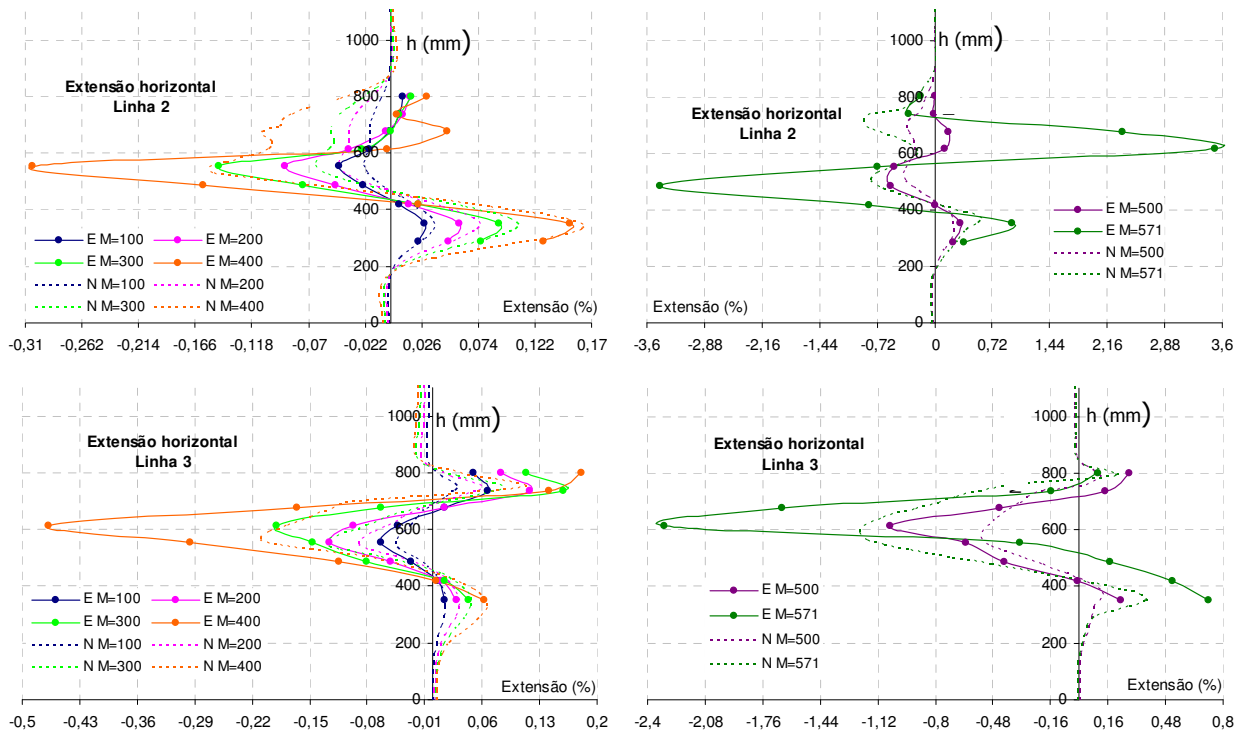 1000
h (mm)
Extensão horizontal
Linha 2
800
600
400
E M=100
E M=200
E M=300
E M=400
N M=100
N M=200
N M=300
N M=400
200
Extensão (%)
0
-0,31 -0,262 -0,214 -0,166 -0,118 -0,07 -0,022 0,026 0,074 0,122 0,17
1000
h (mm)
Extensão horizontal
Linha 2
800
600
400
E M=500
E M=571
N M=500
N M=571
200
Extensão (%)
0
-3,6 -2,88 -2,16 -1,44 -0,72 0 0,72 1,44 2,16 2,88 3,6
1000
h (mm)
Extensão horizontal
Linha 3
800
600
400
E M=100
E M=200
E M=300
E M=400
N M=100
N M=200
N M=300
N M=400
200
Extensão (%)
0
-0,5 -0,43 -0,36 -0,29 -0,22 -0,15 -0,08 -0,01 0,06 0,13 0,2
1000
h (mm)
Extensão horizontal
Linha 3
800
600
400
E M=500
E M=571
N M=500
N M=571
200
Extensão (%)
0
-2,4 -2,08 -1,76 -1,44 -1,12 -0,8 -0,48 -0,16 0,16 0,48 0,8